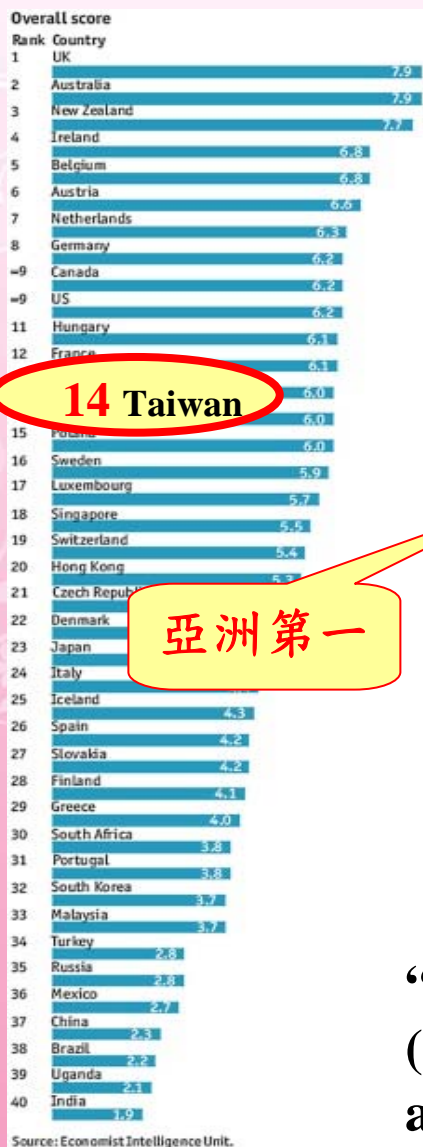 Overall score
Rank Country
1 UK
7.9
2 Australia
7.9
3 New Zealand
7.7
4 Ireland
6.8
5 Belgium
6.8
6 Austria
6.6
7 Netherlands
6.3
8 Germany
6.2
=9 Canada
6.2
=9 US
6.2
11 Hungary
6.1
12 France
6.1
14 Taiwan
6.0
6.0
15
6.0
16 Sweden
5.9
17 Luxembourg
5.7
18 Singapore
5.5
19 Switzerland
5.4
20 Hong Kong
21 Czech
亞洲第一
22 Denmark
23 Japan
24 Italy
25 Iceland
4.3
26 Spain
4.2
27 Slovakia
4.2
28 Finland
4.1
29 Greece
4.0
30 South Africa
3.8
31 Portugal
3.8
32 South Korea
3.7
33 Malaysia
3.7
34 Turkey
2.8
35 Russia
2.8
36 Mexico
2.7
37 China
2.3
38 Brazil
2.2
39 Uganda
2.1
40 India
1.9
Source: Economist Intelligence Unit.